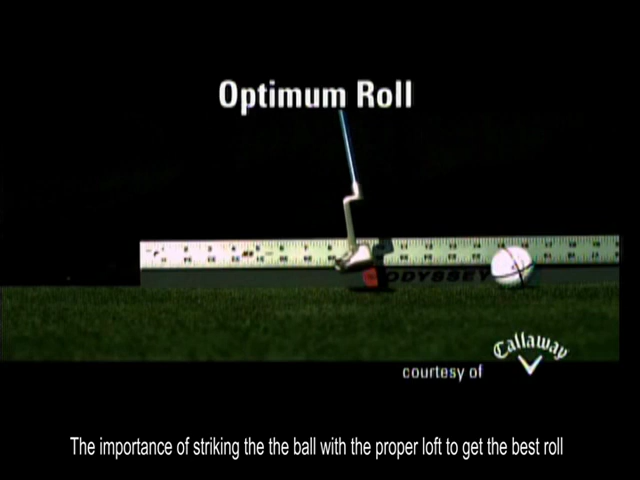 Optimum Roll
ODYSSEY
Callaway
courtesy of
The importance of striking the the ball with the proper loft to get the best roll